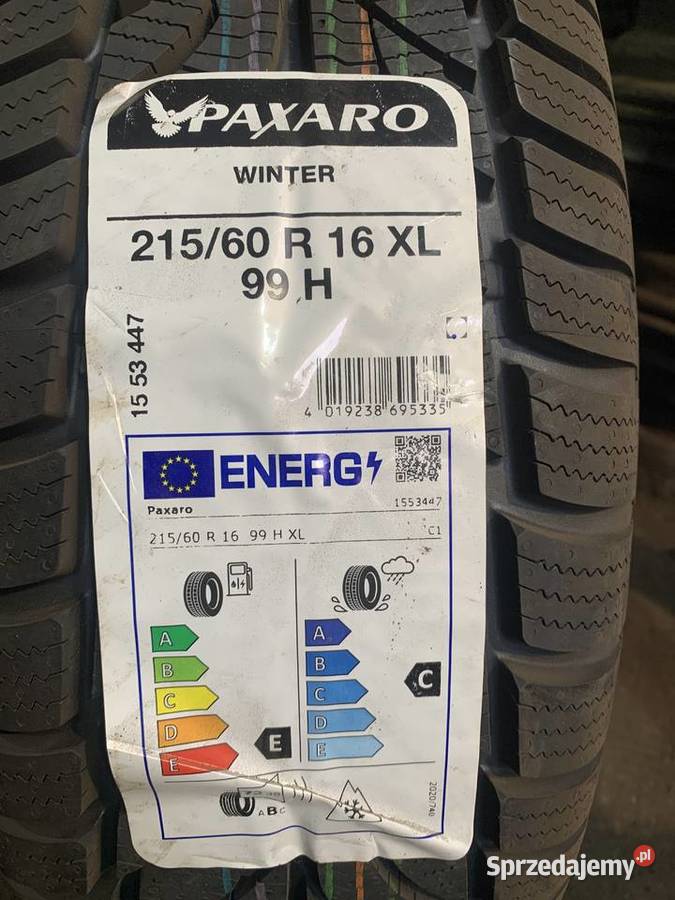 PAXARO
WINTER
215/60 R 16 XL
99 H
15 53 447
4 019238 695335
ENERG
Paxaro 1553447
215/60 R 16 99 H XL C1
A
B
C
D
E
E
A
B
C
D
E
C
ABC
2020/740
Sprzedajemy.pl